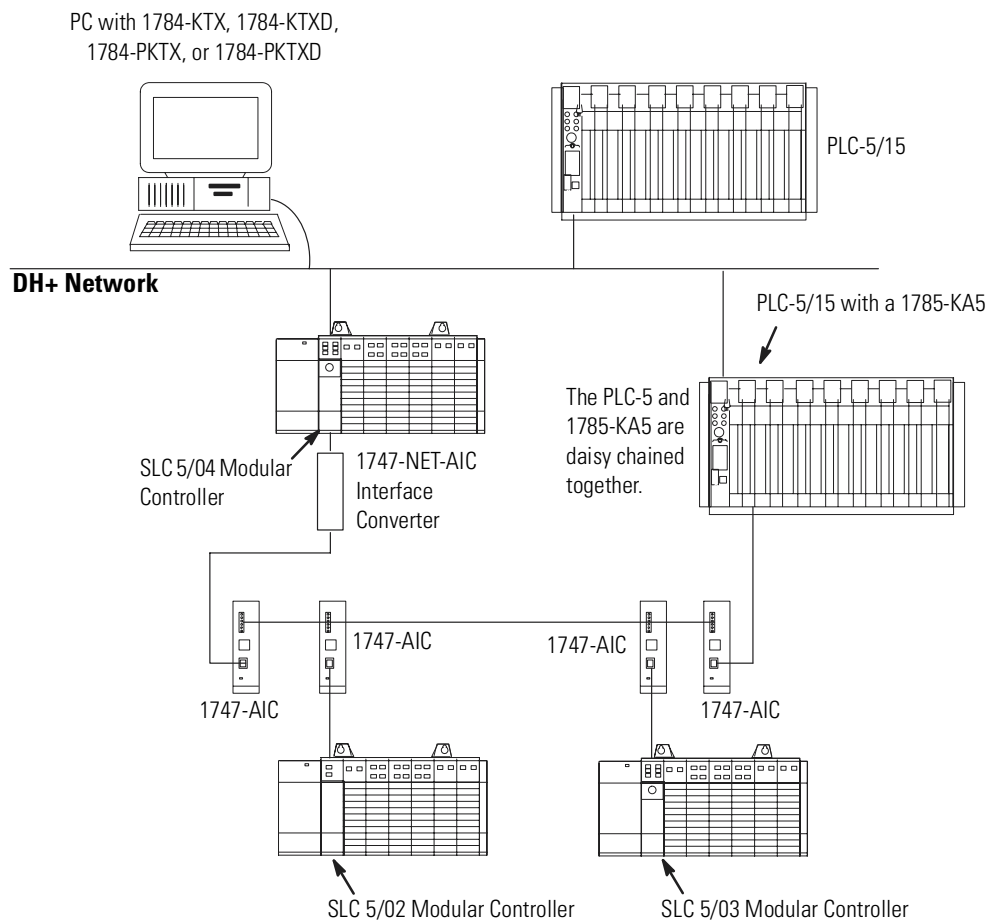 PC with 1784-KTX, 1784-KTXD,
1784-PKTX, or 1784-PKTXD
PLC-5/15
DH+ Network
PLC-5/15 with a 1785-KA5
The PLC-5 and
1785-KA5 are
daisy chained
together.
SLC 5/04 Modular
Controller
1747-NET-AIC
Interface
Converter
1747-AIC
1747-AIC
1747-AIC
1747-AIC
SLC 5/02 Modular Controller
SLC 5/03 Modular Controller